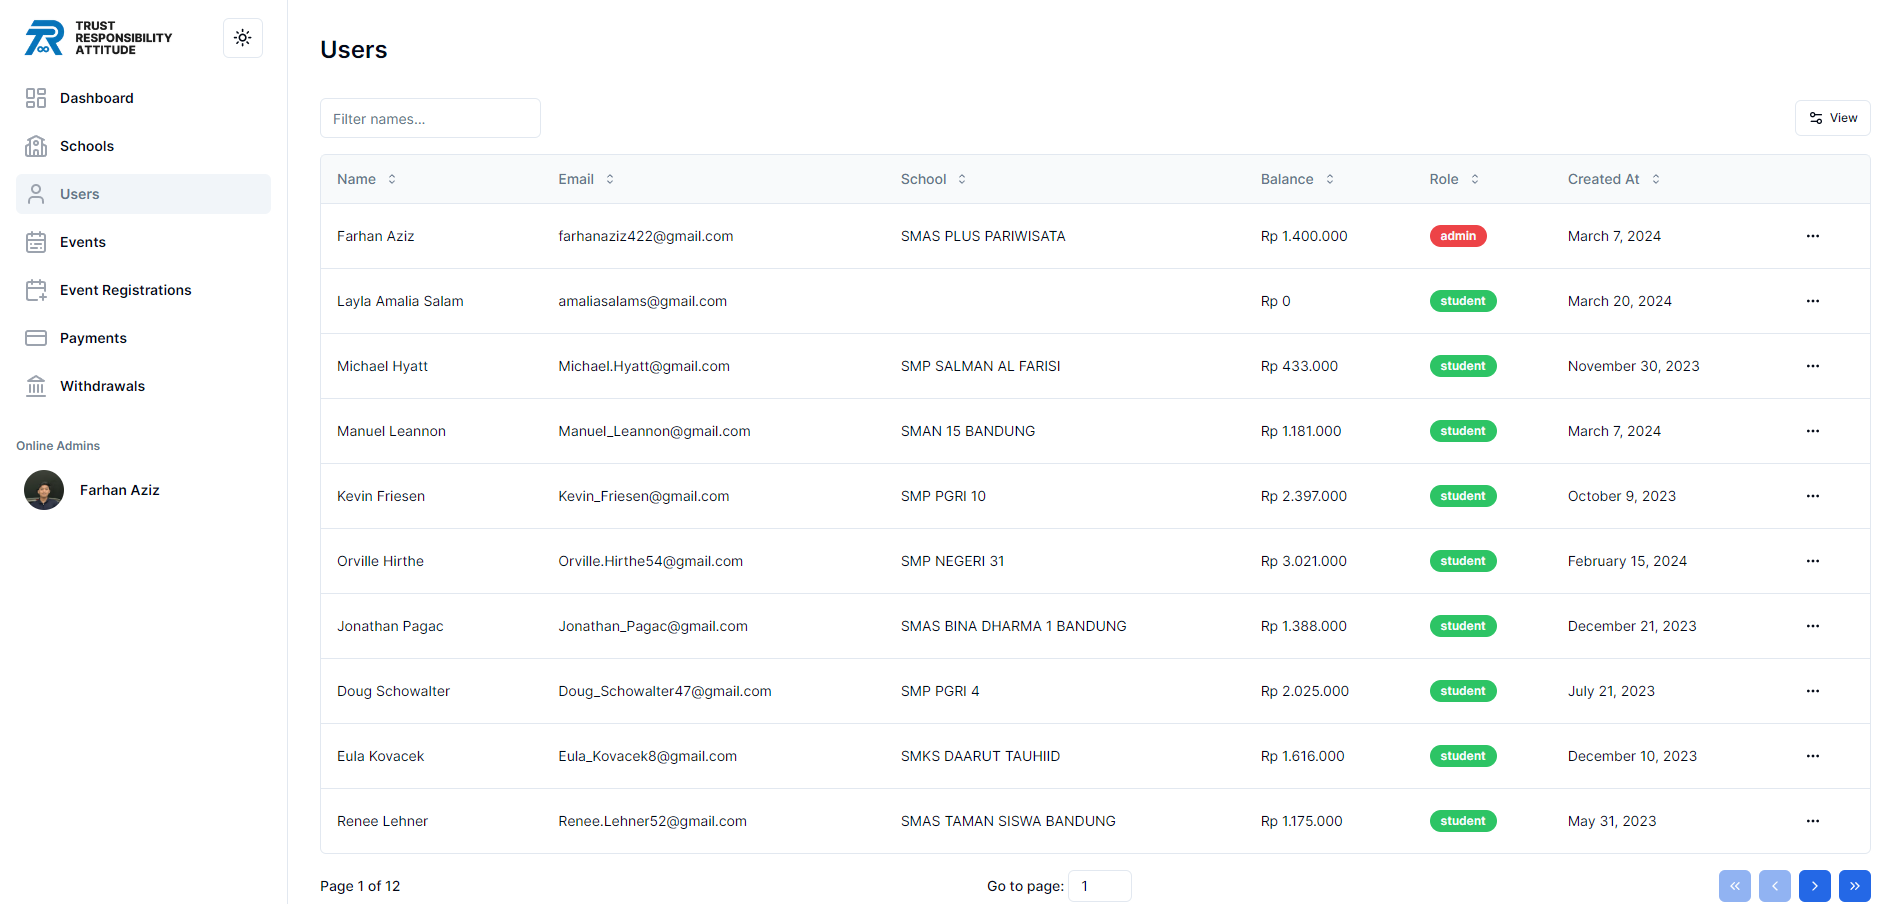 TRUST
RESPONSIBILITY
ATTITUDE
Dashboard
Schools
Users
Events
Event Registrations
Payments
Withdrawals
Online Admins
Farhan Aziz
Users
Filter names...
View
Name Email School Balance Role Created At
Farhan Aziz farhanaziz422@gmail.com SMAS PLUS PARIWISATA Rp 1.400.000 admin March 7, 2024
Layla Amalia Salam amaliasalams@gmail.com Rp 0 student March 20, 2024
Michael Hyatt Michael.Hyatt@gmail.com SMP SALMAN AL FARISI Rp 433.000 student November 30, 2023
Manuel Leannon Manuel_Leannon@gmail.com SMAN 15 BANDUNG Rp 1.181.000 student March 7, 2024
Kevin Friesen Kevin_Friesen@gmail.com SMP PGRI 10 Rp 2.397.000 student October 9, 2023
Orville Hirthe Orville.Hirthe54@gmail.com SMP NEGERI 31 Rp 3.021.000 student February 15, 2024
Jonathan Pagac Jonathan_Pagac@gmail.com SMAS BINA DHARMA 1 BANDUNG Rp 1.388.000 student December 21, 2023
Doug Schowalter Doug_Schowalter47@gmail.com SMP PGRI 4 Rp 2.025.000 student July 21, 2023
Eula Kovacek Eula_Kovacek8@gmail.com SMKS DAARUT TAUHIID Rp 1.616.000 student December 10, 2023
Renee Lehner Renee.Lehner52@gmail.com SMAS TAMAN SISWA BANDUNG Rp 1.175.000 student May 31, 2023
Page 1 of 12
Go to page: 1